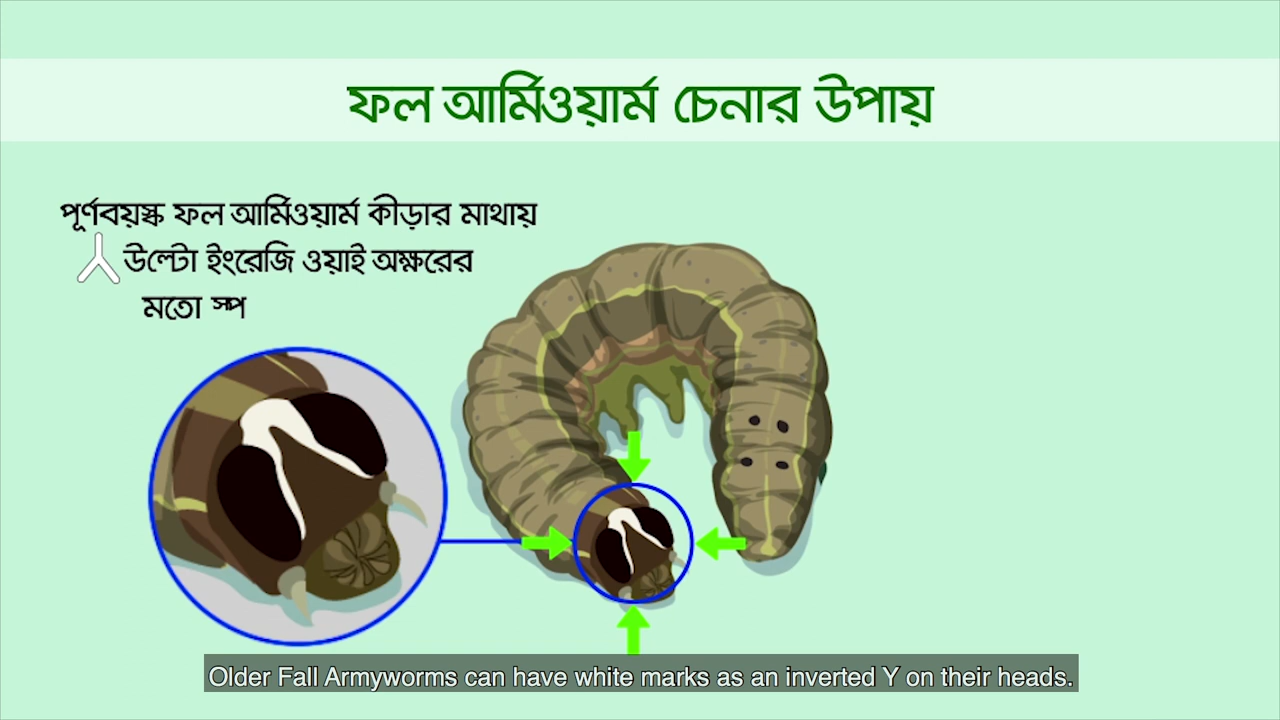 ফল আর্মিওয়ার্ম চেনার উপায়
পূর্ণবয়স্ক ফল আর্মিওয়ার্ম কীড়ার মাথায়
উল্টো ইংরেজি ওয়াই অক্ষরের
মতো স্প
Older Fall Armyworms can have white marks as an inverted Y on their heads.